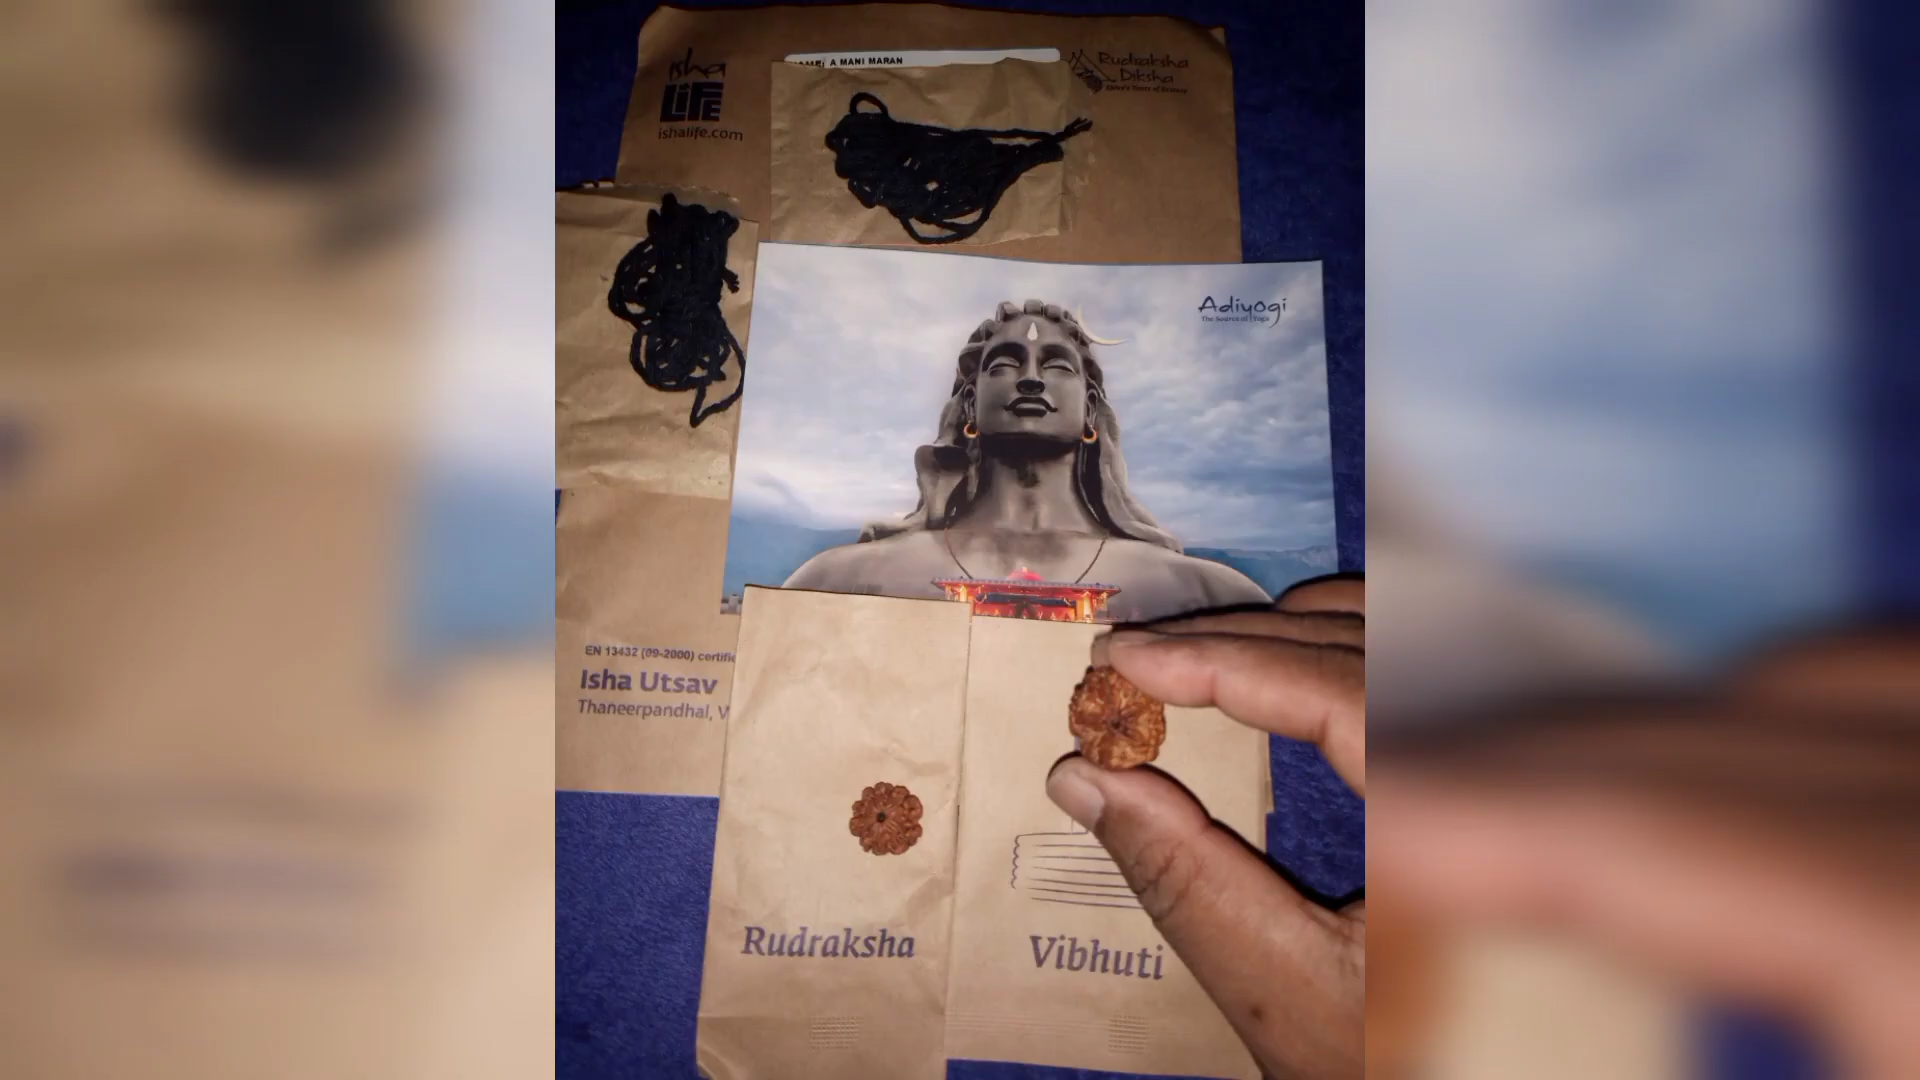 isha
LIFE
ishalife.com
A MANI MARAN
Rudraksha
Diksha
Adiyogi
The Source of Yoga
EN 13432 (09-2000)
Isha Utsav
Thaneerpandhal,
Rudraksha
Vibhuti